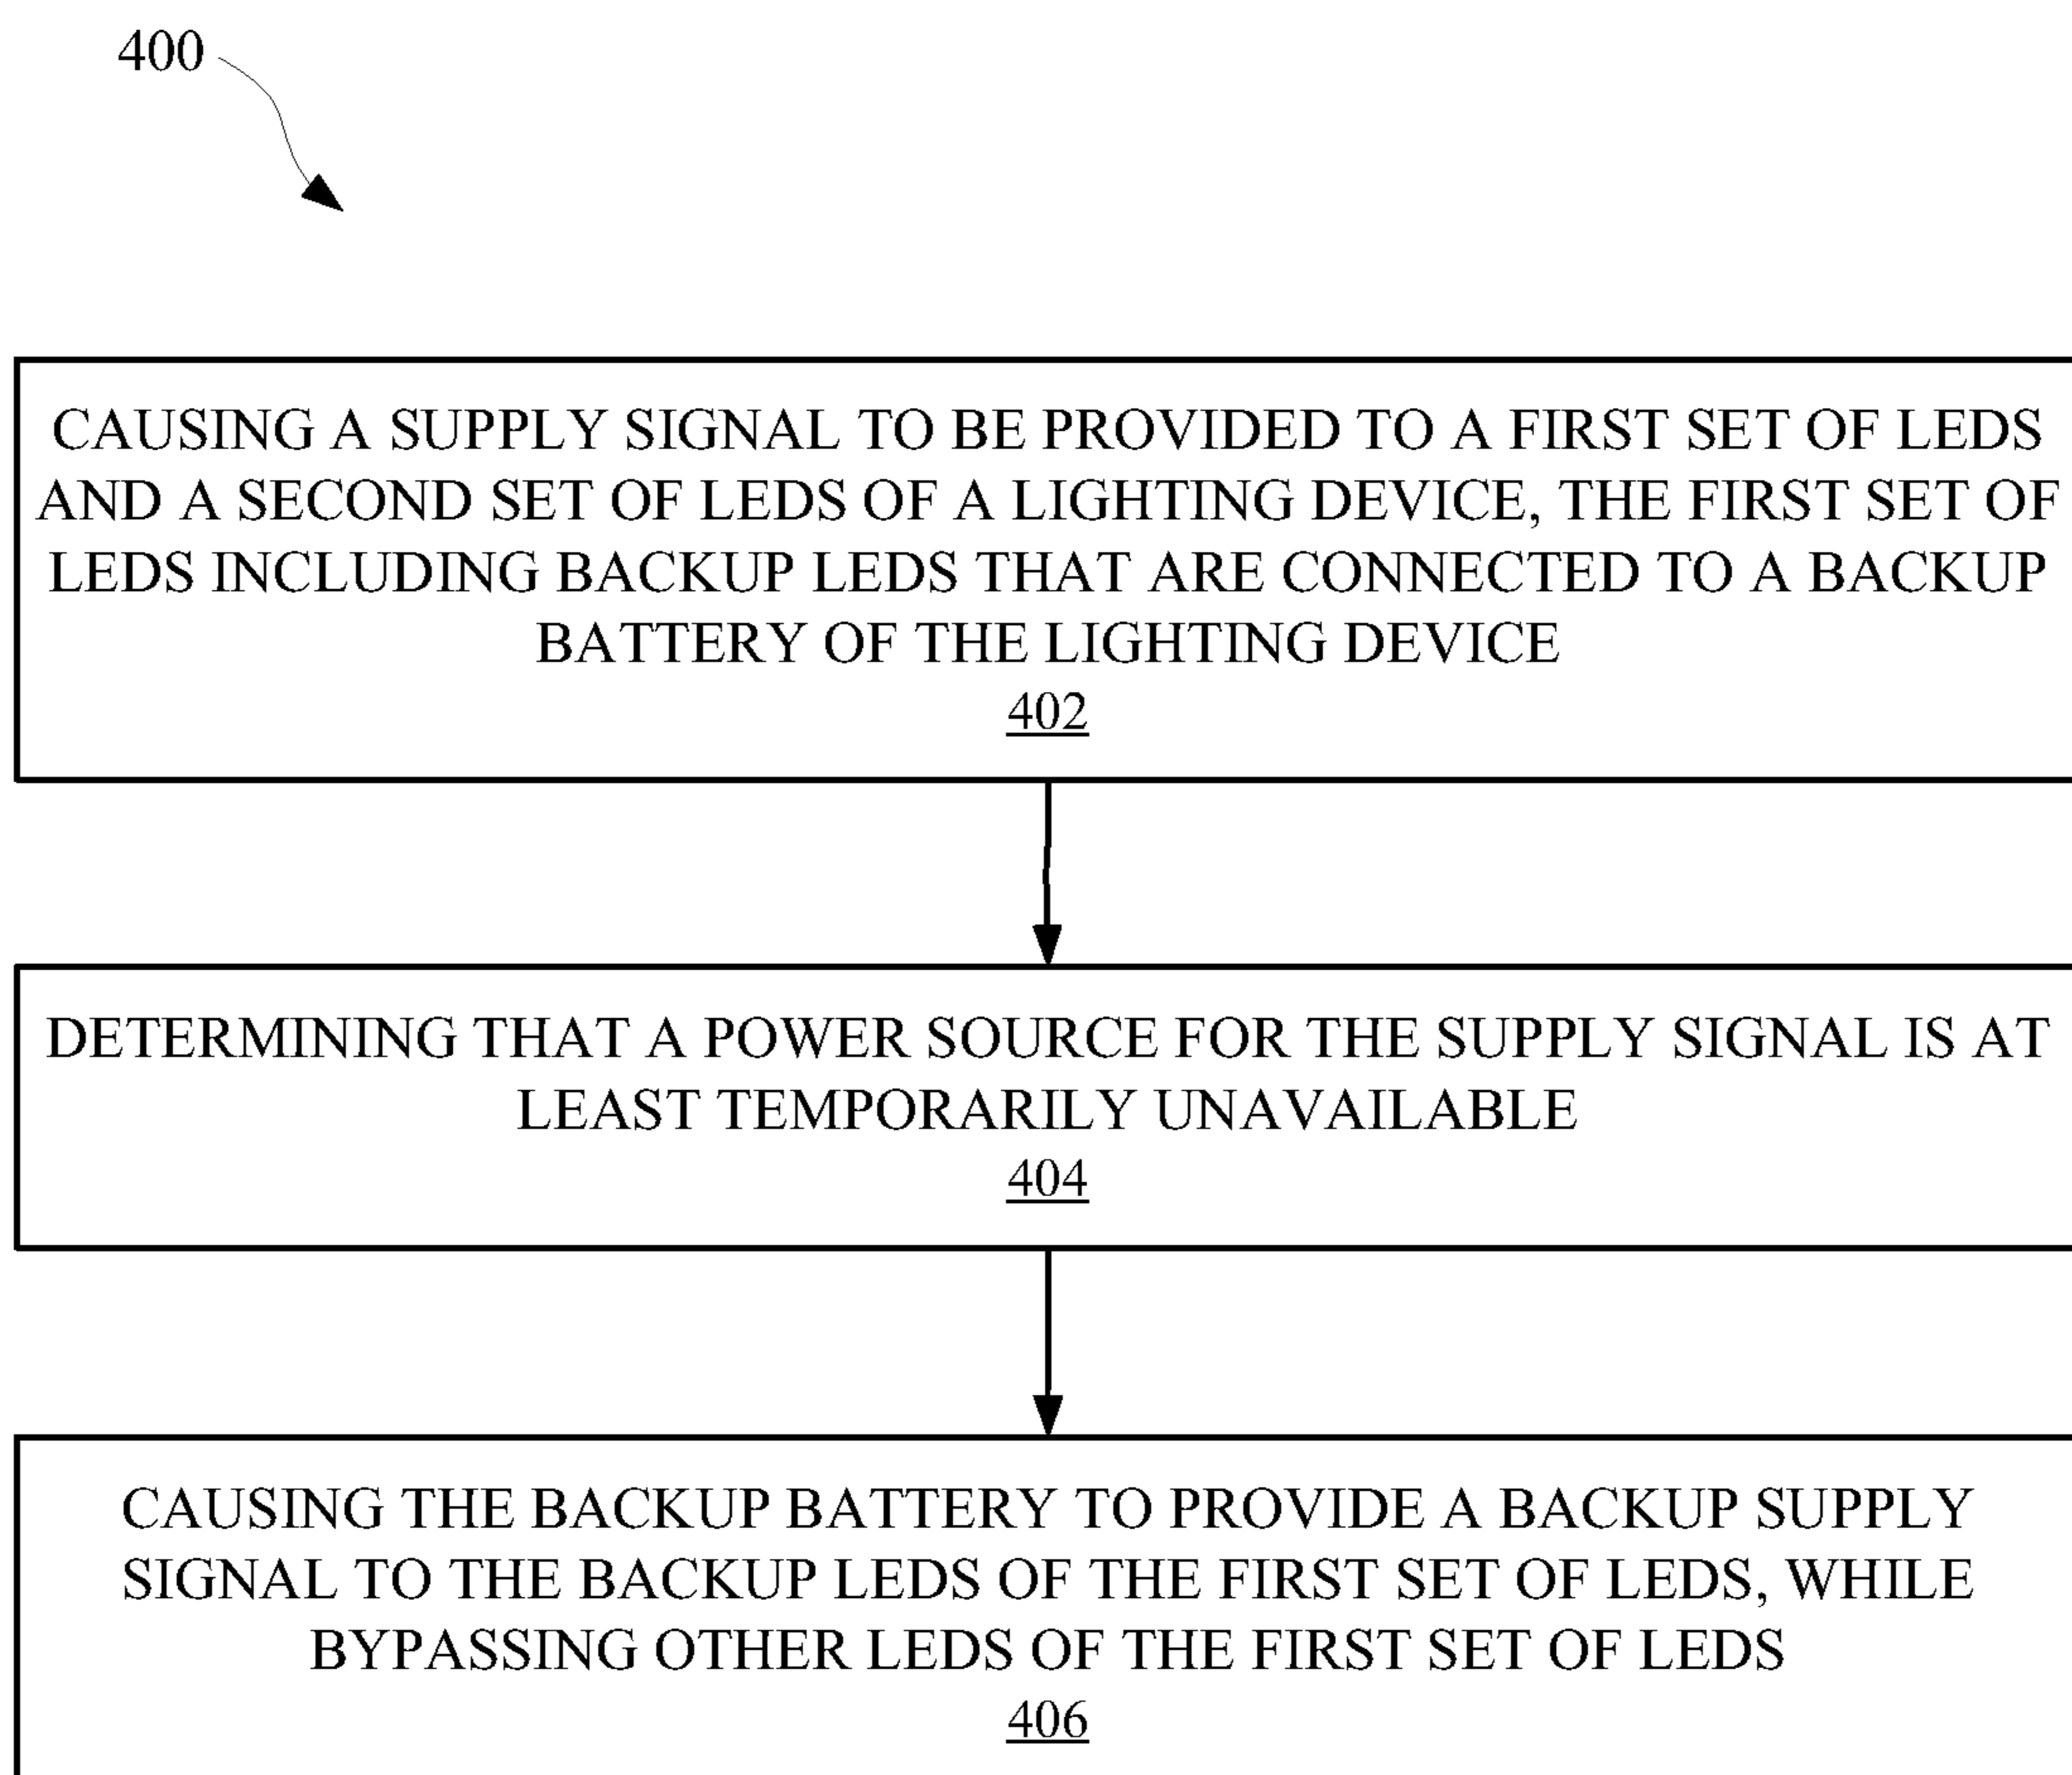 400
CAUSING A SUPPLY SIGNAL TO BE PROVIDED TO A FIRST SET OF LEDS
AND A SECOND SET OF LEDS OF A LIGHTING DEVICE, THE FIRST SET OF
LEDS INCLUDING BACKUP LEDS THAT ARE CONNECTED TO A BACKUP
BATTERY OF THE LIGHTING DEVICE
402
DETERMINING THAT A POWER SOURCE FOR THE SUPPLY SIGNAL IS AT
LEAST TEMPORARILY UNAVAILABLE
404
CAUSING THE BACKUP BATTERY TO PROVIDE A BACKUP SUPPLY
SIGNAL TO THE BACKUP LEDS OF THE FIRST SET OF LEDS, WHILE
BYPASSING OTHER LEDS OF THE FIRST SET OF LEDS
406